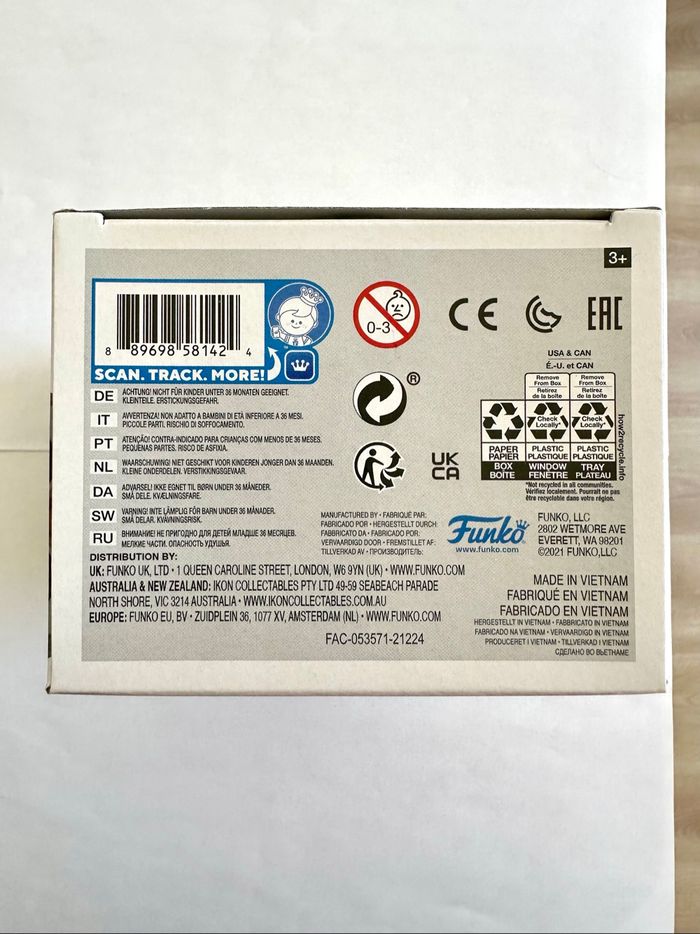 3+
8 89698 58142 4
SCAN. TRACK. MORE!
0-3
CE
EAC
®
UK
CA
USA & CAN
É.-U. et CAN
Remove From Box
Retirez de la boîte
Remove From Box
Retirez de la boîte
Check Locally*
Check Locally*
PAPER
PAPIER
BOX
BOÎTE
PLASTIC
PLASTIQUE
WINDOW
FENÊTRE
PLASTIC
PLASTIQUE
TRAY
PLATEAU
how2recycle.info
*Not recycled in all communities.
Vérifiez localement. Pourrait ne pas
être recyclé dans votre région.
DE ACHTUNG! NICHT FÜR KINDER UNTER 36 MONATEN GEEIGNET.
KLEINTEILE. ERSTICKUNGSGEFAHR.
IT AVVERTENZA! NON ADATTO A BAMBINI DI ETÀ INFERIORE A 36 MESI.
PICCOLE PARTI. RISCHIO DI SOFFOCAMENTO.
PT ATENÇÃO! CONTRA-INDICADO PARA CRIANÇAS COM MENOS DE 36 MESES.
PEQUENAS PARTES. RISCO DE ASFIXIA.
NL WAARSCHUWING! NIET GESCHIKT VOOR KINDEREN JONGER DAN 36 MAANDEN.
KLEINE ONDERDELEN. VERSTIKKINGSGEVAAR.
DA ADVARSEL! IKKE EGNET TIL BØRN UNDER 36 MÅNEDER.
SMÅ DELE. KVÆLNINGSFARE.
SW VARNING! INTE LÄMPLIG FÖR BARN UNDER 36 MÅNADER.
SMÅ DELAR. KVÄVNINGSRISK.
RU ВНИМАНИЕ! НЕ ПРИГОДНО ДЛЯ ДЕТЕЙ МЛАДШЕ 36 МЕСЯЦЕВ.
МЕЛКИЕ ЧАСТИ. ОПАСНОСТЬ УДУШЬЯ.
MANUFACTURED BY • FABRIQUÉ PAR:
FABRICADO POR • HERGESTELLT DURCH:
FABBRICATO DA • FABRICADO POR:
VERVAARDIGD DOOR • FREMSTILLET AF:
TILLVERKAD AV • ПРОИЗВОДИТЕЛЬ:
Funko
www.funko.com
FUNKO, LLC
2802 WETMORE AVE
EVERETT, WA 98201
©2021 FUNKO,LLC
DISTRIBUTION BY:
UK: FUNKO UK, LTD • 1 QUEEN CAROLINE STREET, LONDON, W6 9YN (UK) • WWW.FUNKO.COM
AUSTRALIA & NEW ZEALAND: IKON COLLECTABLES PTY LTD 49-59 SEABEACH PARADE
NORTH SHORE, VIC 3214 AUSTRALIA • WWW.IKONCOLLECTABLES.COM.AU
EUROPE: FUNKO EU, BV • ZUIDPLEIN 36, 1077 XV, AMSTERDAM (NL) • WWW.FUNKO.COM
FAC-053571-21224
MADE IN VIETNAM
FABRIQUÉ EN VIETNAM
FABRICADO EN VIETNAM
HERGESTELLT IN VIETNAM • FABBRICATO IN VIETNAM
FABRICADO NA VIETNAM • VERVAARDIGD IN VIETNAM
PRODUCERET I VIETNAM • TILLVERKAD I VIETNAM
СДЕЛАНО ВО ВЬЕТНАМЕ